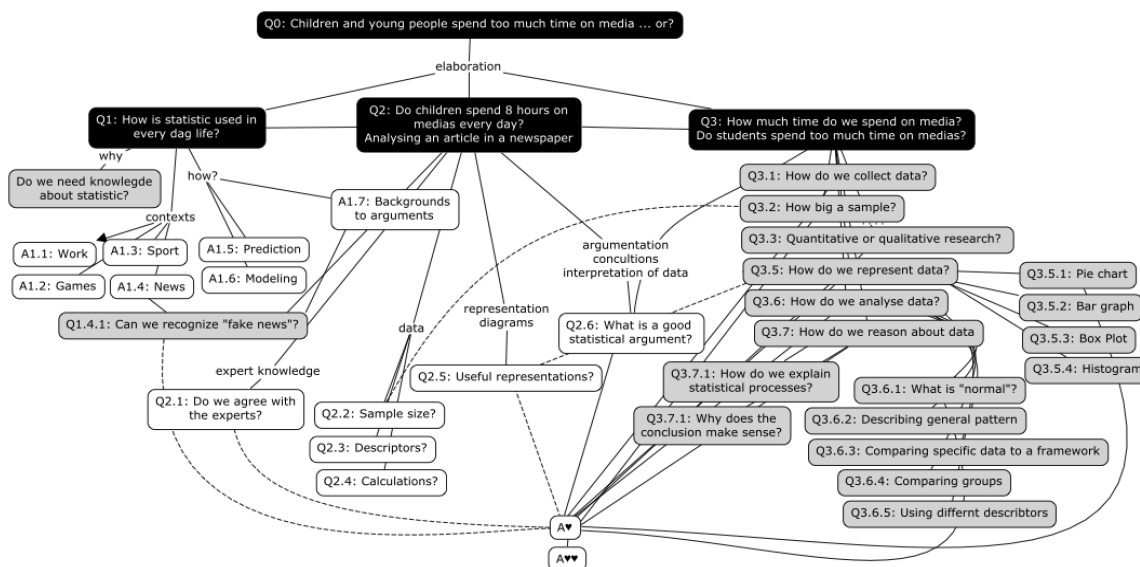 Q0: Children and young people spend too much time on media ... or?
elaboration
Q1: How is statistic used in
every dag life?
Q2: Do children spend 8 hours on
medias every day?
Analysing an article in a newspaper
Q3: How much time do we spend on media?
Do students spend too much time on medias?
why
Do we need knowlegde
about statistic?
how?
contexts
A1.1: Work
A1.3: Sport
A1.2: Games
A1.4: News
A1.5: Prediction
A1.6: Modeling
A1.7: Backgrounds
to arguments
Q1.4.1: Can we recognize "fake news"?
expert knowledge
Q2.1: Do we agree with
the experts?
data
Q2.2: Sample size?
Q2.3: Descriptors?
Q2.4: Calculations?
representation
diagrams
Q2.5: Useful representations?
argumentation
concultions
interpretation of data
Q2.6: What is a good
statistical argument?
Q3.1: How do we collect data?
Q3.2: How big a sample?
Q3.3: Quantitative or qualitative research?
Q3.5: How do we represent data?
Q3.6: How do we analyse data?
Q3.7: How do we reason about data
Q3.5.1: Pie chart
Q3.5.2: Bar graph
Q3.5.3: Box Plot
Q3.5.4: Histogram
Q3.7.1: How do we explain
statistical processes?
Q3.7.1: Why does the
conclusion make sense?
Q3.6.1: What is "normal"?
Q3.6.2: Describing general pattern
Q3.6.3: Comparing specific data to a framework
Q3.6.4: Comparing groups
Q3.6.5: Using differnt describtors
A♥
A♥♥